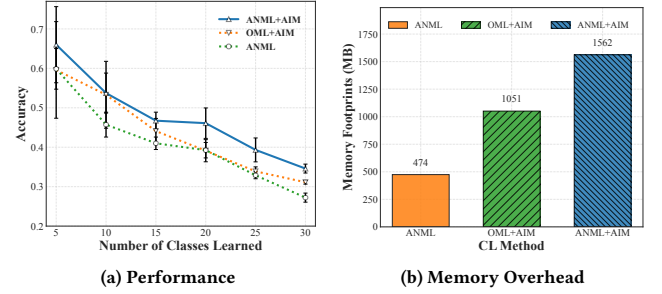 ANML+AIM
OML+AIM
ANML
0.7
0.6
0.5
0.4
0.3
0.2
Accuracy
5
10
15
20
25
30
Number of Classes Learned
(a) Performance
ANML
OML+AIM
ANML+AIM
1750
1500
1250
1000
750
500
250
0
Memory Footprints (MB)
474
1051
1562
ANML
OML+AIM
ANML+AIM
CL Method
(b) Memory Overhead